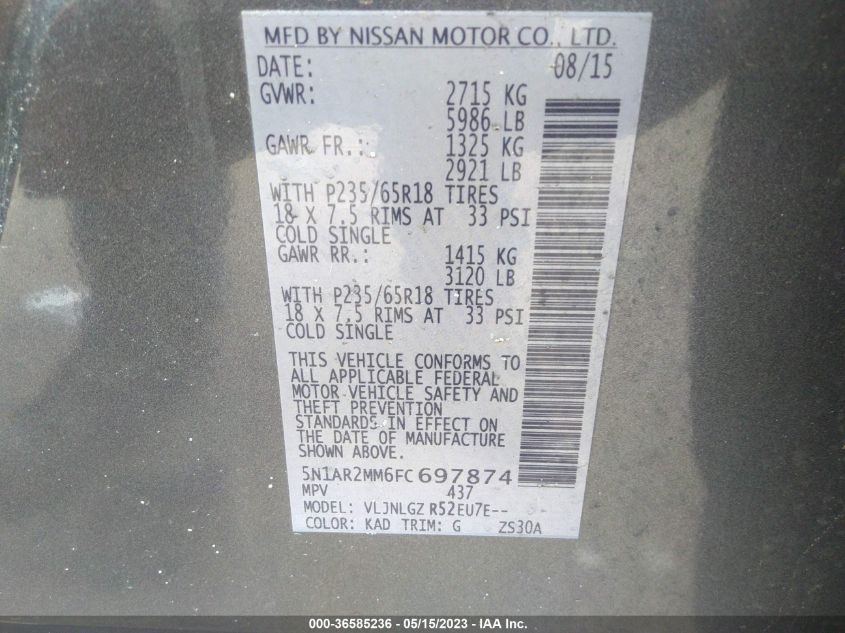 MFD BY NISSAN MOTOR CO., LTD.
DATE: 08/15
GVWR: 2715 KG
5986 LB
GAWR FR.: 1325 KG
2921 LB
WITH P235/65R18 TIRES
18 X 7.5 RIMS AT 33 PSI
COLD SINGLE
GAWR RR.: 1415 KG
3120 LB
WITH P235/65R18 TIRES
18 X 7.5 RIMS AT 33 PSI
COLD SINGLE
THIS VEHICLE CONFORMS TO
ALL APPLICABLE FEDERAL
MOTOR VEHICLE SAFETY AND
THEFT PREVENTION
STANDARDS IN EFFECT ON
THE DATE OF MANUFACTURE
SHOWN ABOVE.
5N1AR2MM6FC697874
MPV 437
MODEL: VLJNLGZ R52EU7E--
COLOR: KAD TRIM: G ZS30A
000-36585236 - 05/15/2023 - IAA Inc.